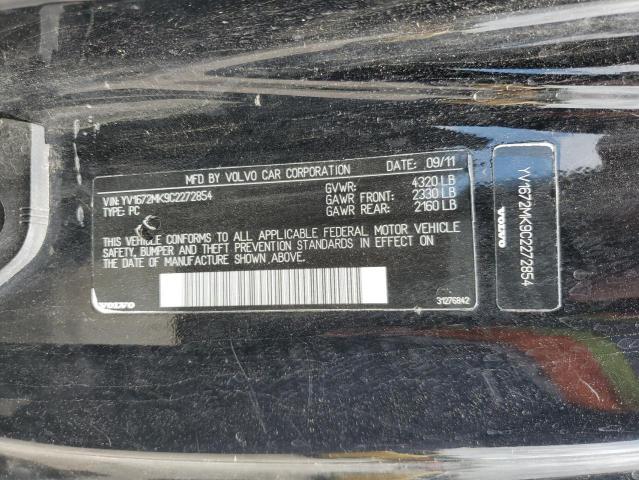 MFD BY VOLVO CAR CORPORATION DATE: 09/11
VIN: YV1672MK9C2272854
TYPE: PC
GVWR: 4320 LB
GAWR FRONT: 2330 LB
GAWR REAR: 2160 LB
THIS VEHICLE CONFORMS TO ALL APPLICABLE FEDERAL MOTOR VEHICLE
SAFETY, BUMPER AND THEFT PREVENTION STANDARDS IN EFFECT ON
THE DATE OF MANUFACTURE SHOWN ABOVE.
VOLVO
31276842
YV1672MK9C2272854
VOLVO